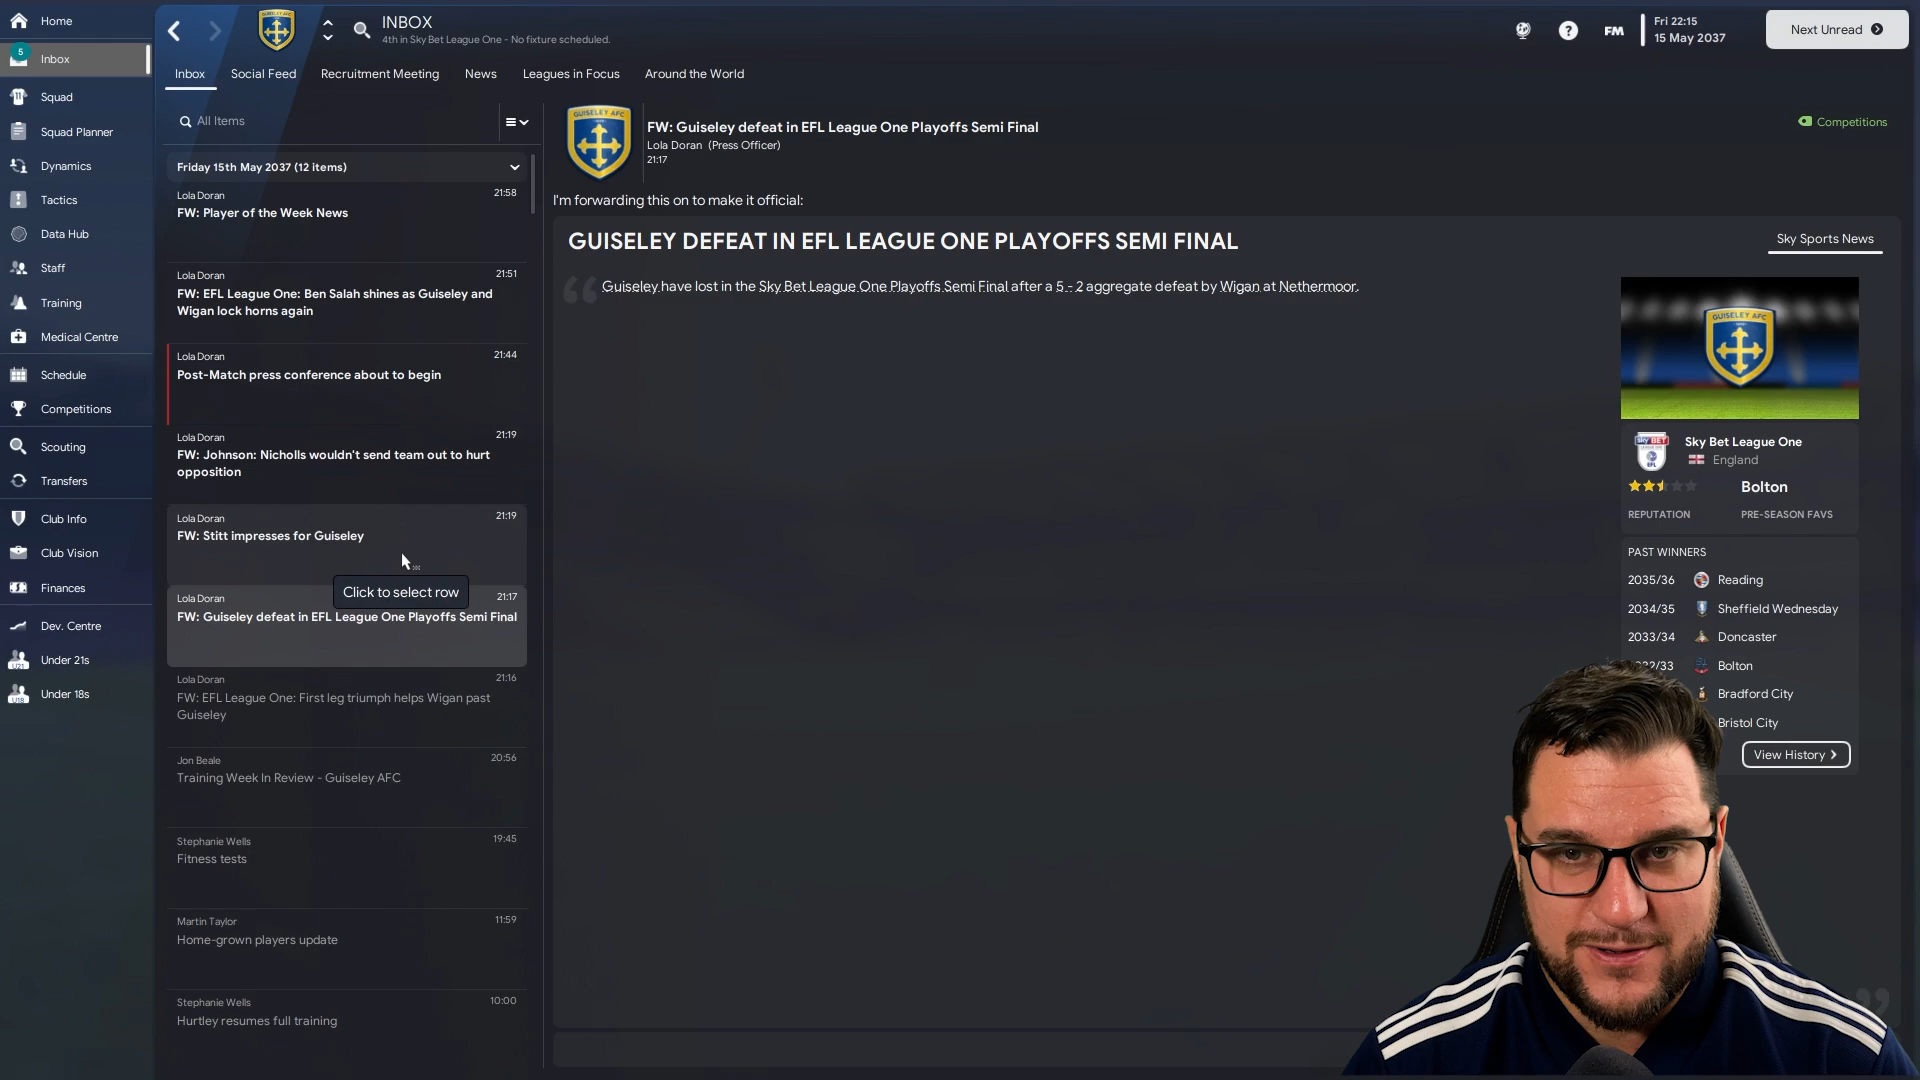 Home
5
Inbox
Squad
Squad Planner
Dynamics
Tactics
Data Hub
Staff
Training
Medical Centre
Schedule
Competitions
Scouting
Transfers
Club Info
Club Vision
Finances
Dev. Centre
Under 21s
Under 18s
INBOX
4th in Sky Bet League One - No fixture scheduled.
FM
Fri 22:15
15 May 2037
Next Unread
Inbox Social Feed Recruitment Meeting News Leagues in Focus Around the World
All Items
Friday 15th May 2037 (12 items)
Lola Doran 21:58
FW: Player of the Week News
Lola Doran 21:51
FW: EFL League One: Ben Salah shines as Guiseley and
Wigan lock horns again
Lola Doran 21:44
Post-Match press conference about to begin
Lola Doran 21:19
FW: Johnson: Nicholls wouldn't send team out to hurt
opposition
Lola Doran 21:19
FW: Stitt impresses for Guiseley
Click to select row
Lola Doran 21:17
FW: Guiseley defeat in EFL League One Playoffs Semi Final
Lola Doran 21:16
FW: EFL League One: First leg triumph helps Wigan past
Guiseley
Jon Beale 20:56
Training Week In Review - Guiseley AFC
Stephanie Wells 19:45
Fitness tests
Martin Taylor 11:59
Home-grown players update
Stephanie Wells 10:00
Hurtley resumes full training
GUISELEY AFC
FW: Guiseley defeat in EFL League One Playoffs Semi Final
Lola Doran (Press Officer)
21:17
Competitions
I'm forwarding this on to make it official:
GUISELEY DEFEAT IN EFL LEAGUE ONE PLAYOFFS SEMI FINAL
Sky Sports News
Guiseley have lost in the Sky Bet League One Playoffs Semi Final after a 5 - 2 aggregate defeat by Wigan at Nethermoor.
GUISELEY AFC
sky BET
EFL
Sky Bet League One
England
Bolton
REPUTATION PRE-SEASON FAVS
PAST WINNERS
2035/36 Reading
2034/35 Sheffield Wednesday
2033/34 Doncaster
Bolton
Bradford City
Bristol City
View History